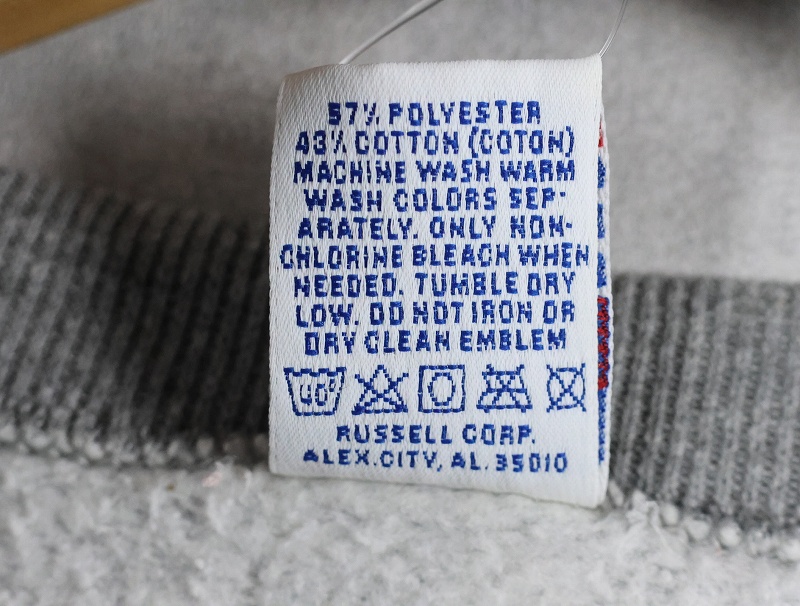 57% POLYESTER
43% COTTON (COTON)
MACHINE WASH WARM
WASH COLORS SEP-
ARATELY. ONLY NON-
CHLORINE BLEACH WHEN
NEEDED. TUMBLE DRY
LOW. DO NOT IRON OR
DRY CLEAN EMBLEM
40°
RUSSELL CORP.
ALEX.CITY, AL. 35010